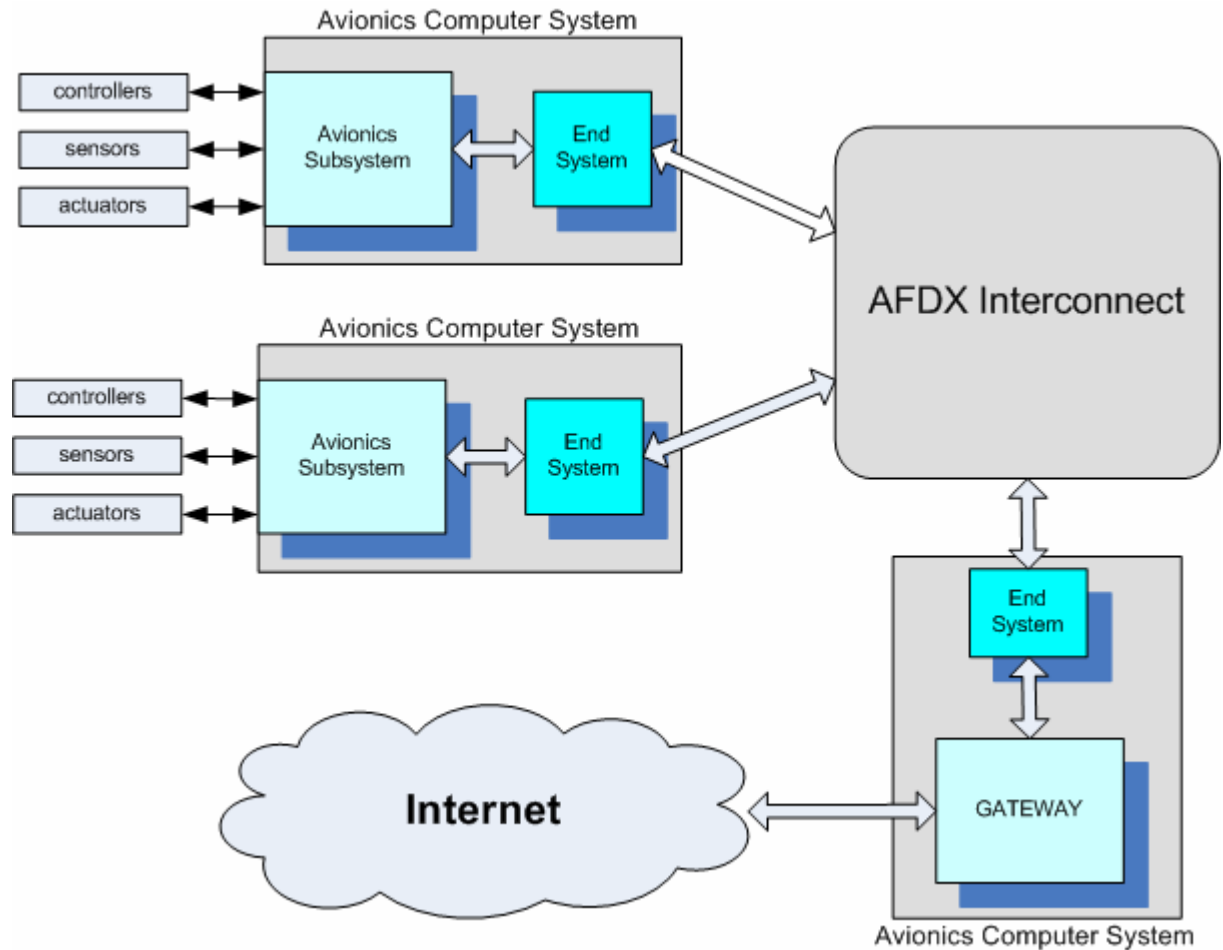 Avionics Computer System
controllers
sensors
actuators
Avionics
Subsystem
End
System
AFDX Interconnect
Avionics Computer System
controllers
sensors
actuators
Avionics
Subsystem
End
System
End
System
GATEWAY
Internet
Avionics Computer System